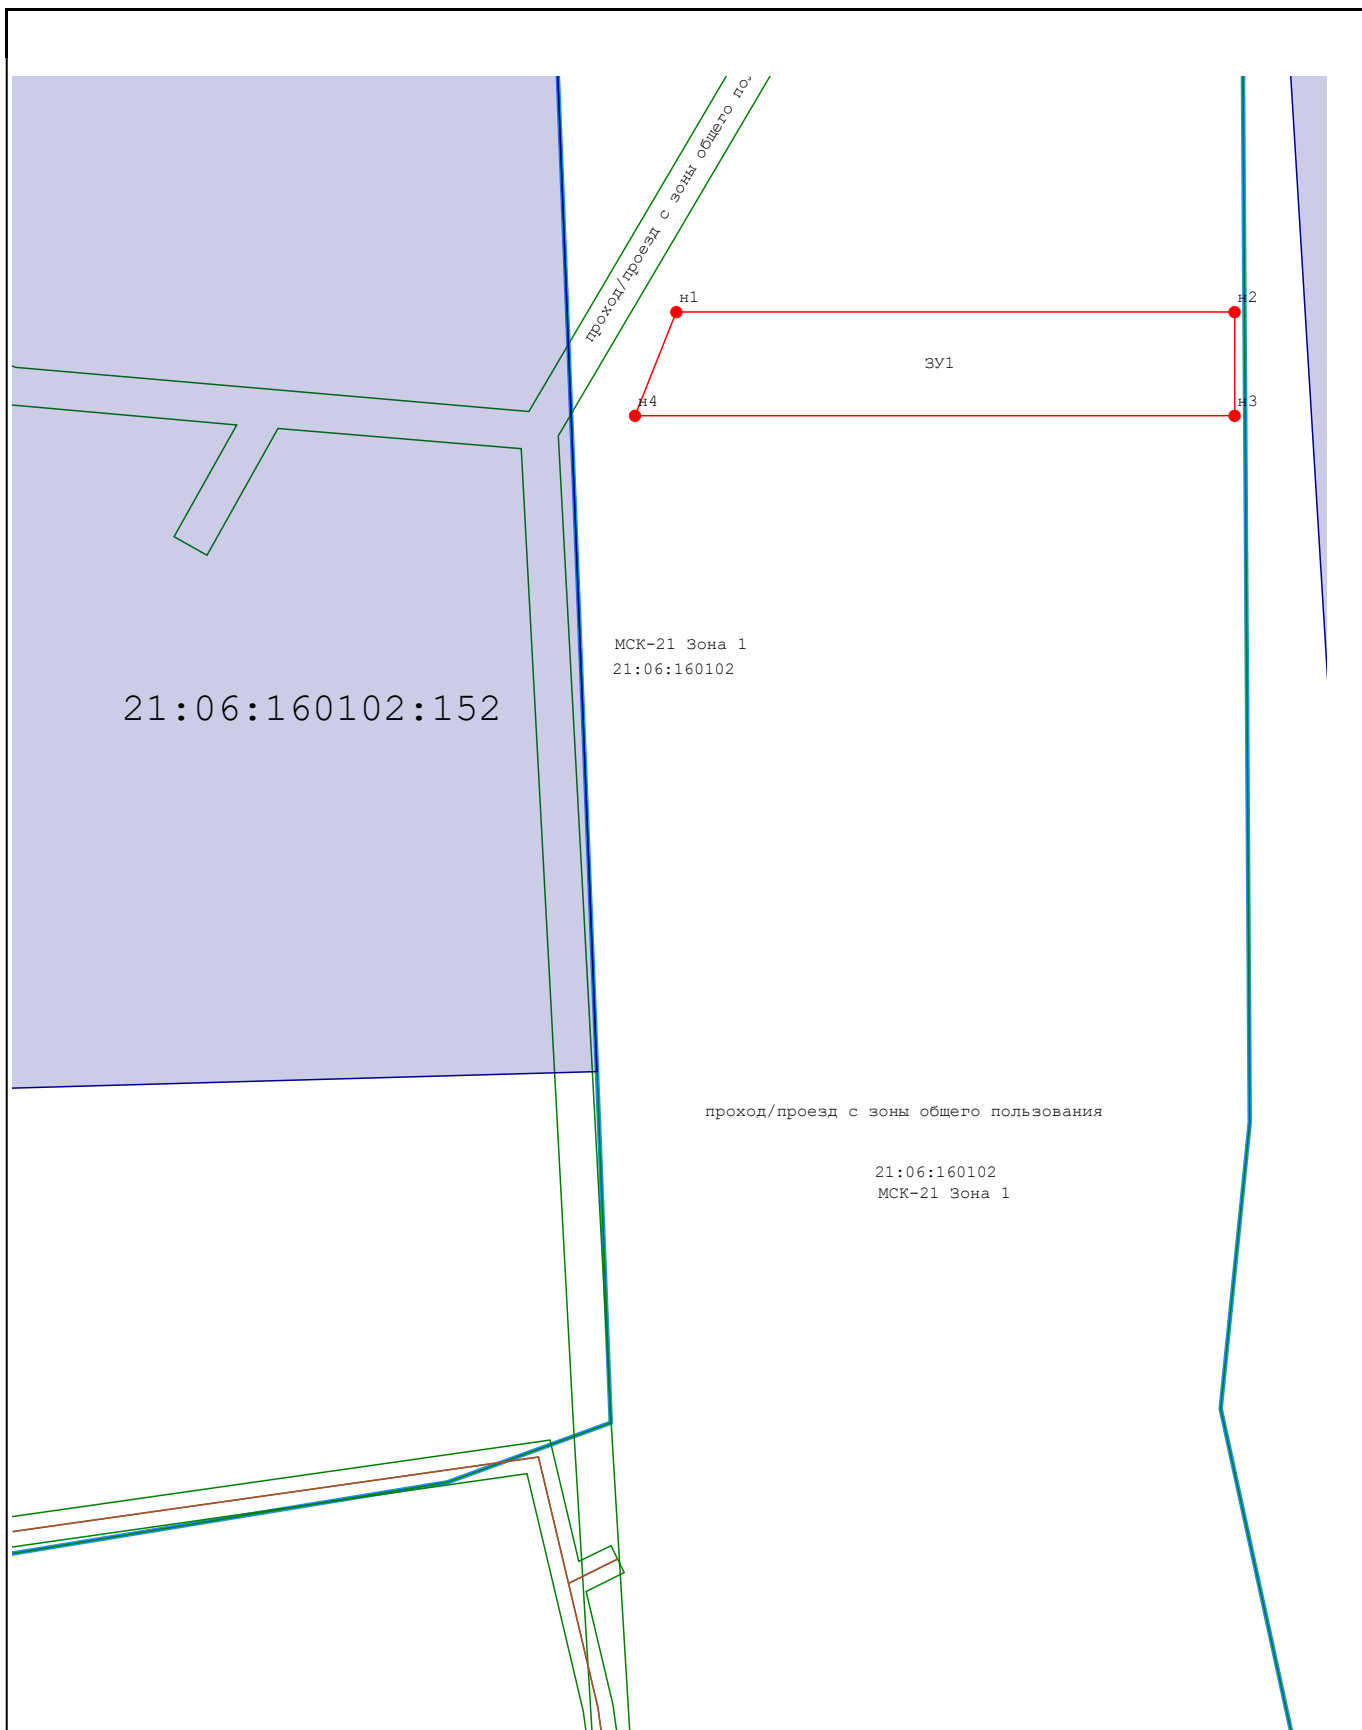 проход/проезд с зоны общего
н1
н2
ЗУ1
н4
н3
МСК-21 Зона 1
21:06:160102
21:06:160102:152
проход/проезд с зоны общего пользования
21:06:160102
МСК-21 Зона 1